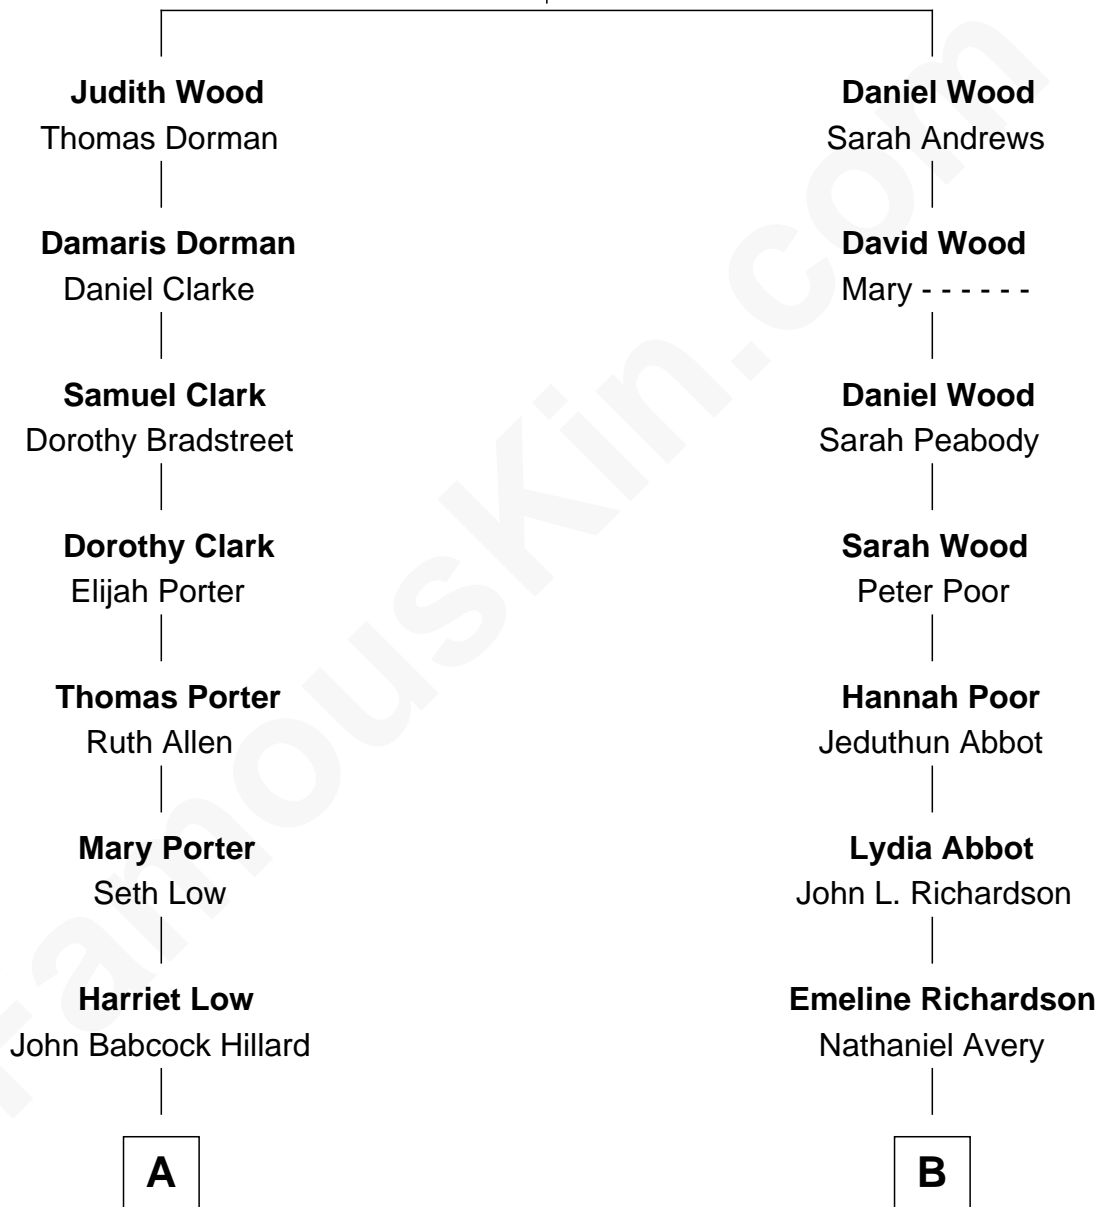 Judith Wood
Thomas Dorman
Daniel Wood
Sarah Andrews
Damaris Dorman
Daniel Clarke
David Wood
Mary - - - - - -
Samuel Clark
Dorothy Bradstreet
Daniel Wood
Sarah Peabody
Dorothy Clark
Elijah Porter
Sarah Wood
Peter Poor
Thomas Porter
Ruth Allen
Hannah Poor
Jeduthun Abbot
Mary Porter
Seth Low
Lydia Abbot
John L. Richardson
Harriet Low
John Babcock Hillard
Emeline Richardson
Nathaniel Avery
A
B
FamousKin.com